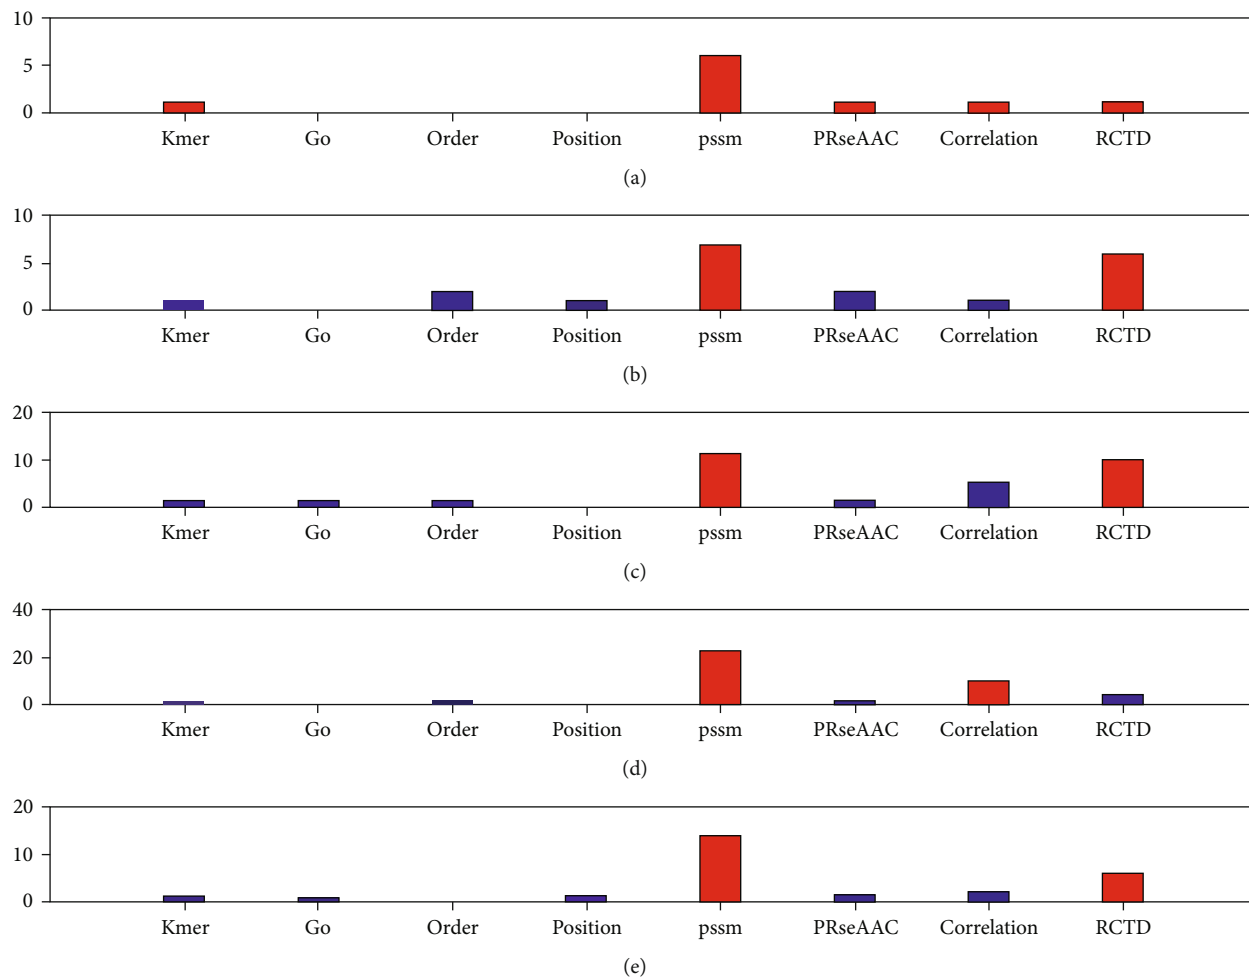 10
5
0
Kmer Go Order Position pssm PRseAAC Correlation RCTD
(a)
10
5
0
Kmer Go Order Position pssm PRseAAC Correlation RCTD
(b)
20
10
0
Kmer Go Order Position pssm PRseAAC Correlation RCTD
(c)
40
20
0
Kmer Go Order Position pssm PRseAAC Correlation RCTD
(d)
20
10
0
Kmer Go Order Position pssm PRseAAC Correlation RCTD
(e)